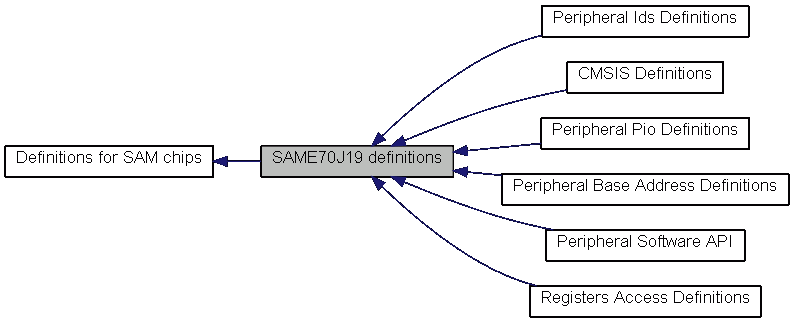 Peripheral Ids Definitions
CMSIS Definitions
Peripheral Pio Definitions
Definitions for SAM chips
SAME70J19 definitions
Peripheral Base Address Definitions
Peripheral Software API
Registers Access Definitions